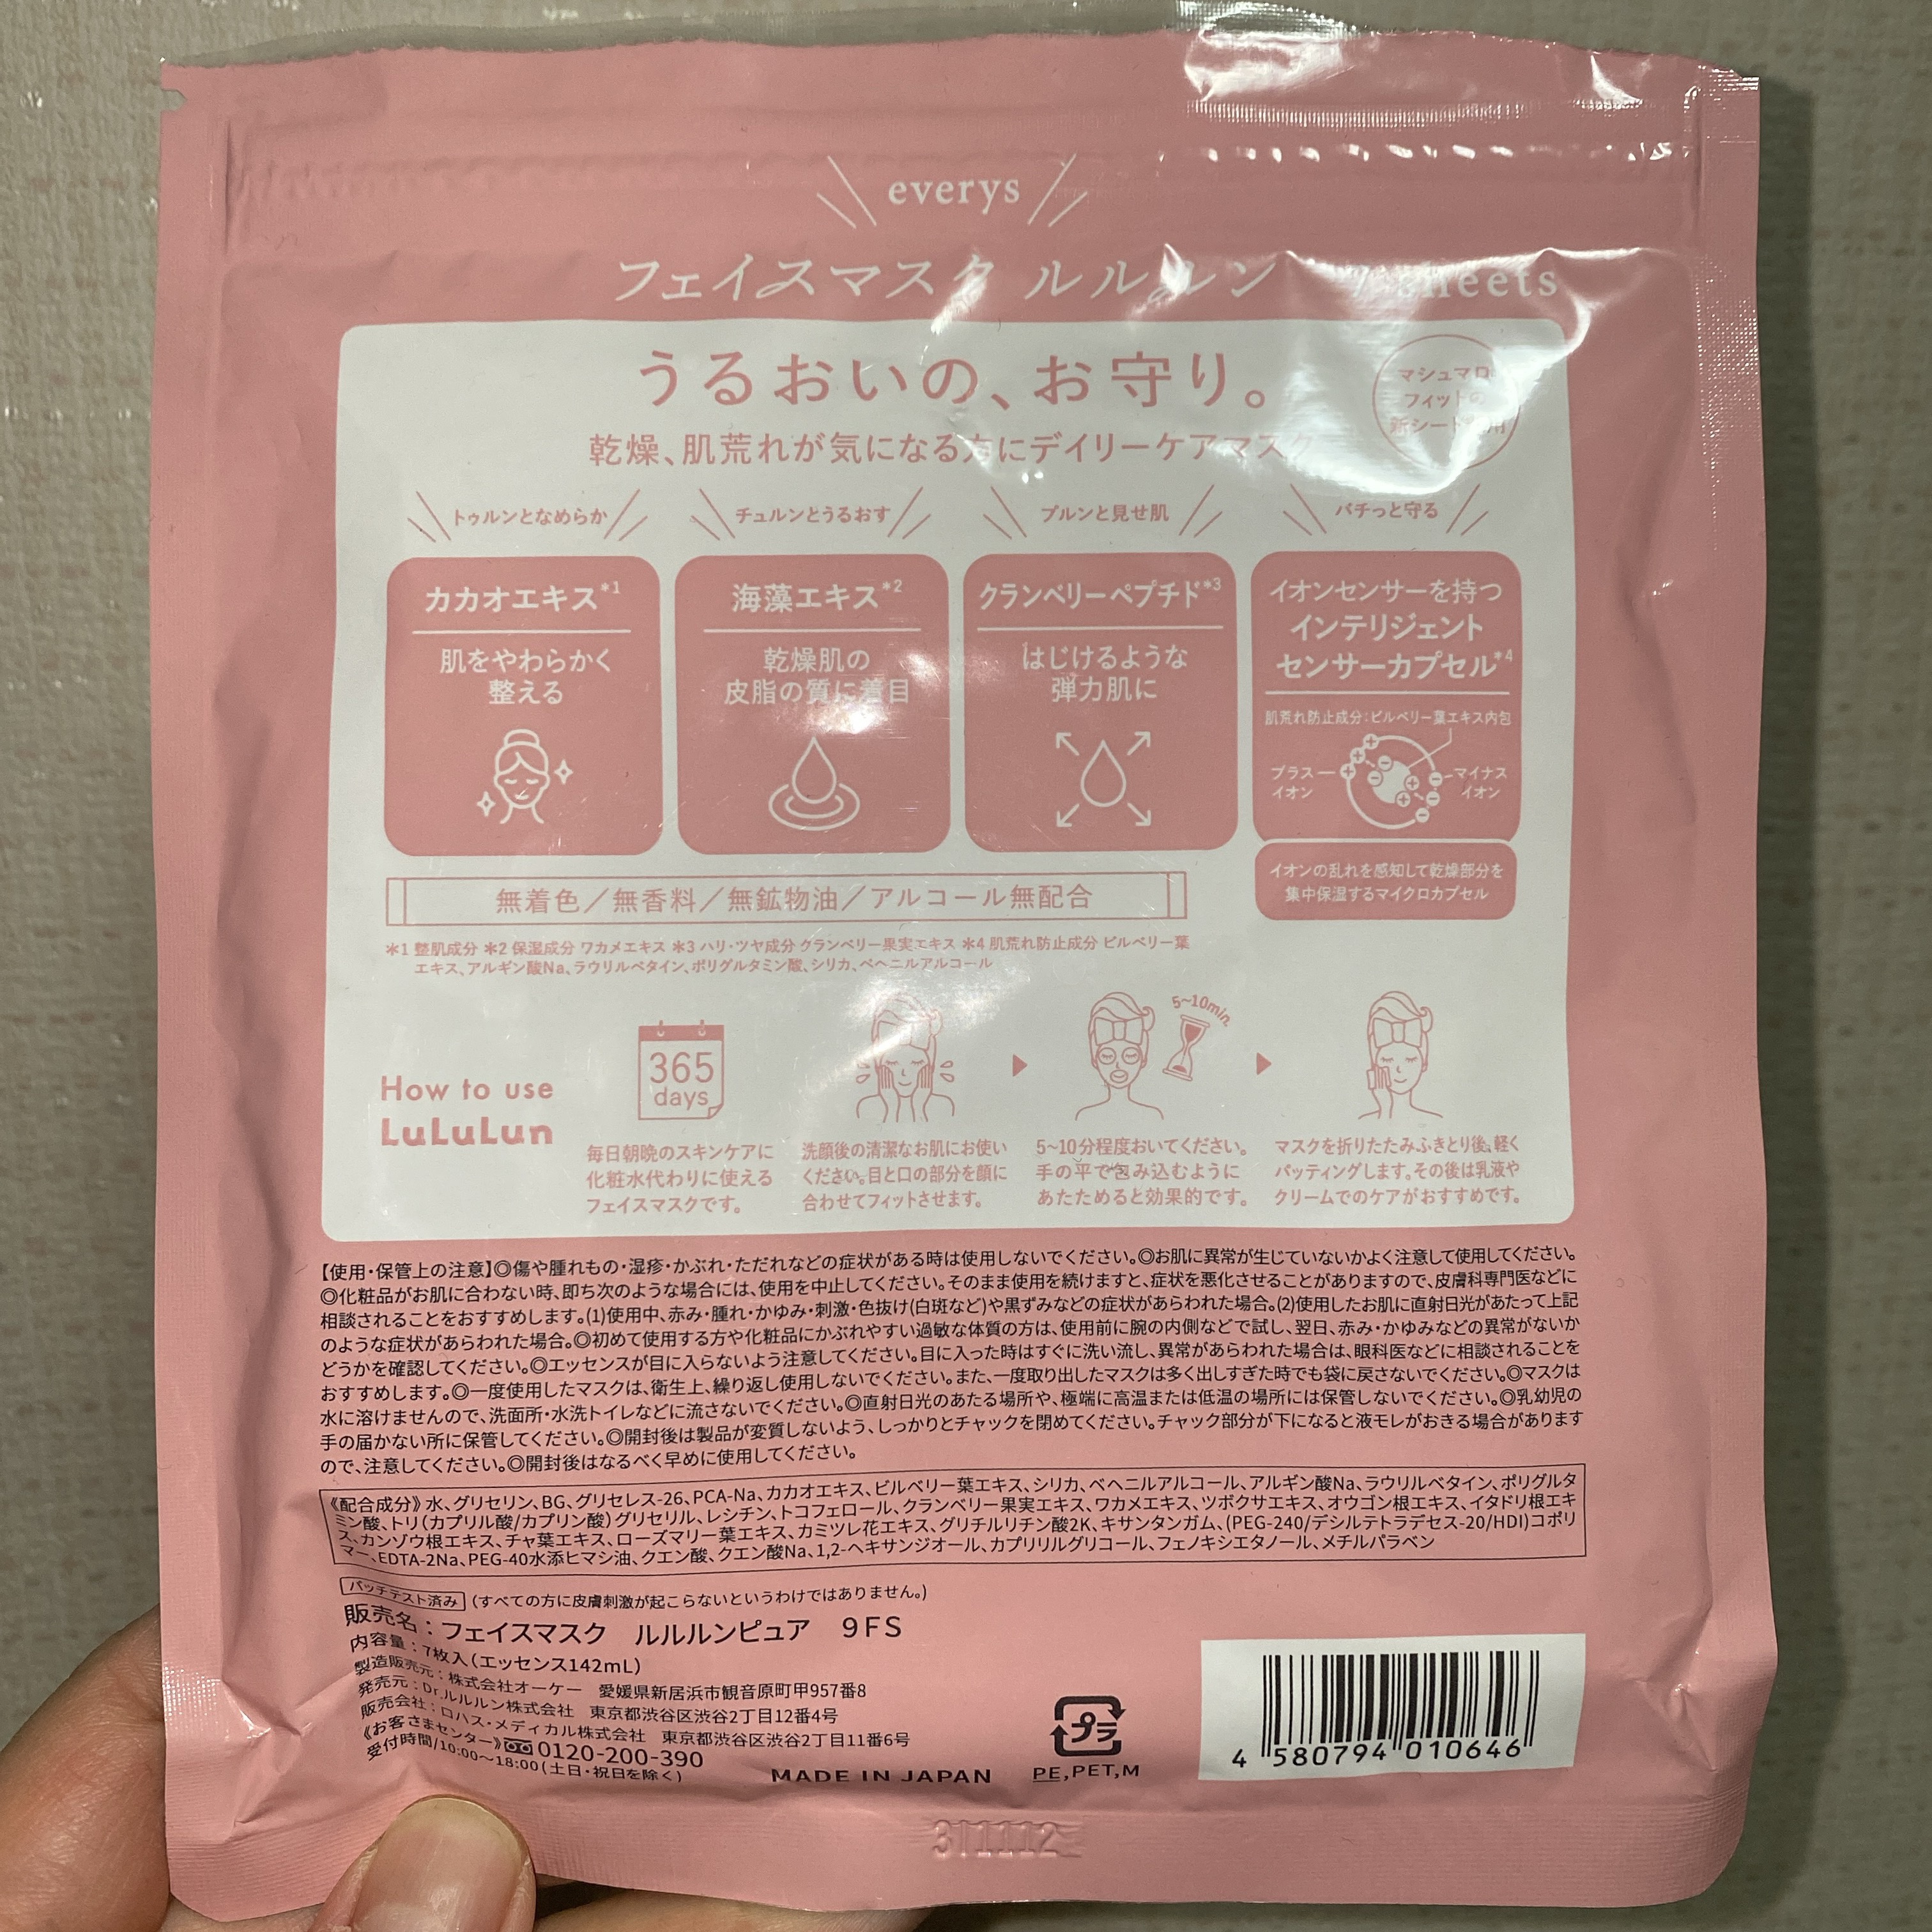 everys
フェイスマスク ルルルン 7 sheets
うるおいの、お守り。
乾燥、肌荒れが気になる方にデイリーケアマスク
マシュマロ
フィットの
新シート
トゥルンとなめらか
チュルンとうるおす
プルンと見せ肌
バチっと守る
カカオエキス*1
肌をやわらかく
整える
海藻エキス*2
乾燥肌の
皮脂の質に着目
クランベリーペプチド*3
はじけるような
弾力肌に
イオンセンサーを持つ
インテリジェント
センサーカプセル*4
肌荒れ防止成分:ビルベリー葉エキス内包
プラス
イオン
マイナス
イオン
イオンの乱れを感知して乾燥部分を
集中保湿するマイクロカプセル
無着色/無香料/無鉱物油/アルコール無配合
*1 整肌成分 *2 保湿成分 ワカメエキス *3 ハリ・ツヤ成分 クランベリー果実エキス *4 肌荒れ防止成分 ビルベリー葉
エキス、アルギン酸Na、ラウリルベタイン、ポリグルタミン酸、シリカ、ベヘニルアルコール
How to use
LuLuLun
365
days
毎日朝晩のスキンケアに
化粧水代わりに使える
フェイスマスクです。
洗顔後の清潔なお肌にお使い
ください。目と口の部分を顔に
合わせてフィットさせます。
5~10min.
5~10分程度おいてください。
手の平で包み込むように
あたためると効果的です。
マスクを折りたたみふきとり後、軽く
パッティングします。その後は乳液や
クリームでのケアがおすすめです。
【使用・保管上の注意】◎傷や腫れもの・湿疹・かぶれ・ただれなどの症状がある時は使用しないでください。◎お肌に異常が生じていないかよく注意して使用してください。
◎化粧品がお肌に合わない時、即ち次のような場合には、使用を中止してください。そのまま使用を続けますと、症状を悪化させることがありますので、皮膚科専門医などに
相談されることをおすすめします。(1)使用中、赤み・腫れ・かゆみ・刺激・色抜け(白斑など)や黒ずみなどの症状があらわれた場合。(2)使用したお肌に直射日光があたって上記
のような症状があらわれた場合。◎初めて使用する方や化粧品にかぶれやすい過敏な体質の方は、使用前に腕の内側などで試し、翌日、赤み・かゆみなどの異常がないか
どうかを確認してください。◎エッセンスが目に入らないよう注意してください。目に入った時はすぐに洗い流し、異常があらわれた場合は、眼科医などに相談されることを
おすすめします。◎一度使用したマスクは、衛生上、繰り返し使用しないでください。また、一度取り出したマスクは多く出しすぎた時でも袋に戻さないでください。◎マスクは
水に溶けませんので、洗面所・水洗トイレなどに流さないでください。◎直射日光のあたる場所や、極端に高温または低温の場所には保管しないでください。◎乳幼児の
手の届かない所に保管してください。◎開封後は製品が変質しないよう、しっかりとチャックを閉めてください。チャック部分が下になると液モレがおきる場合があります
ので、注意してください。◎開封後はなるべく早めに使用してください。
《配合成分》水、グリセリン、BG、グリセレス-26、PCA-Na、カカオエキス、ビルベリー葉エキス、シリカ、ベヘニルアルコール、アルギン酸Na、ラウリルベタイン、ポリグルタ
ミン酸、トリ(カプリル酸/カプリン酸)グリセリル、レシチン、トコフェロール、クランベリー果実エキス、ワカメエキス、ツボクサエキス、オウゴン根エキス、イタドリ根エキ
ス、カンゾウ根エキス、チャ葉エキス、ローズマリー葉エキス、カミツレ花エキス、グリチルリチン酸2K、キサンタンガム、(PEG-240/デシルテトラデセス-20/HDI)コポリ
マー、EDTA-2Na、PEG-40水添ヒマシ油、クエン酸、クエン酸Na、1,2-ヘキサンジオール、カプリリルグリコール、フェノキシエタノール、メチルパラベン
パッチテスト済み (すべての方に皮膚刺激が起こらないというわけではありません。)
販売名:フェイスマスク ルルルンピュア 9FS
内容量:7枚入(エッセンス142mL)
製造販売元:株式会社オーケー 愛媛県新居浜市観音原町甲957番8
発売元:Dr.ルルルン株式会社 東京都渋谷区渋谷2丁目12番4号
販売会社:ロハス・メディカル株式会社 東京都渋谷区渋谷2丁目11番6号
《お客さまセンター》0120-200-390
受付時間/10:00~18:00(土日・祝日を除く)
MADE IN JAPAN
プラ
PE,PET,M
4 580794 010646
311112